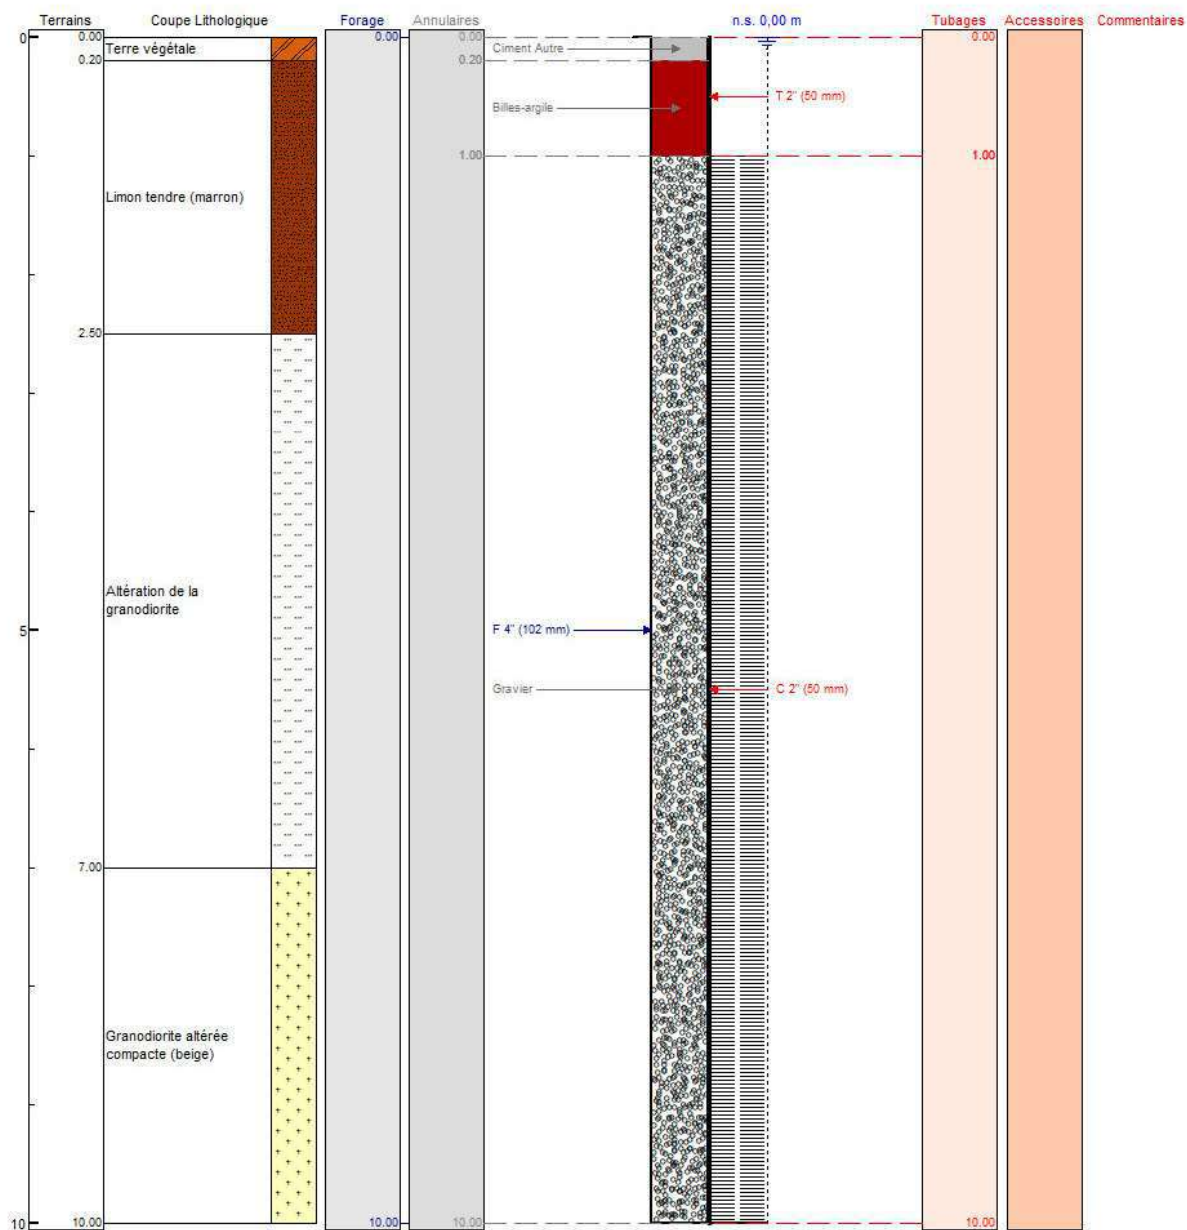 Terrains Coupe Lithologique Forage Annulaires n.s. 0,00 m Tubages Accessoires Commentaires
0 0.00 0.00 0.00 0.00
Terre végétale Ciment Autre
0.20 0.20
T 2" (50 mm)
Billes-argile
1.00 1.00
Limon tendre (marron)
2.50
Altération de la
granodiorite
5 F 4" (102 mm)
Gravier C 2" (50 mm)
7.00
Granodiorite altérée
compacte (beige)
10 10.00 10.00 10.00 10.00